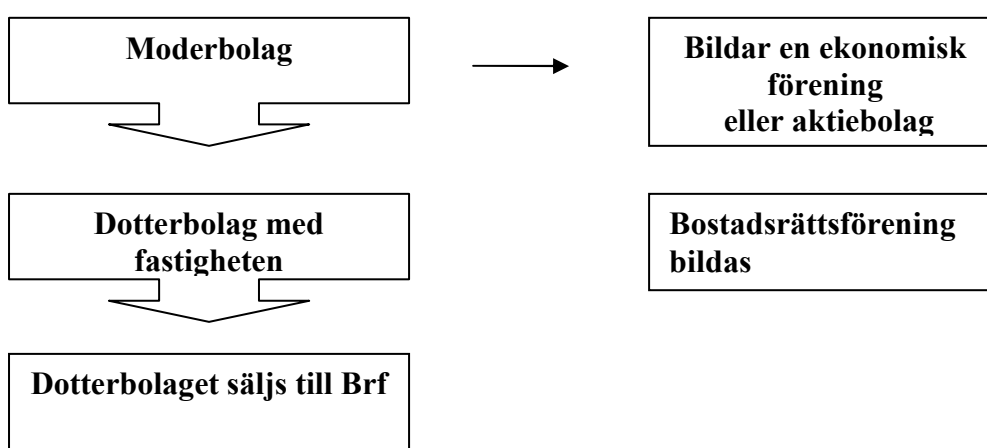 Moderbolag
Bildar en ekonomisk
förening
eller aktiebolag
Dotterbolag med
fastigheten
Bostadsrättsförening
bildas
Dotterbolaget säljs till Brf